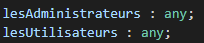 lesAdministrateurs : any;
lesUtilisateurs : any;